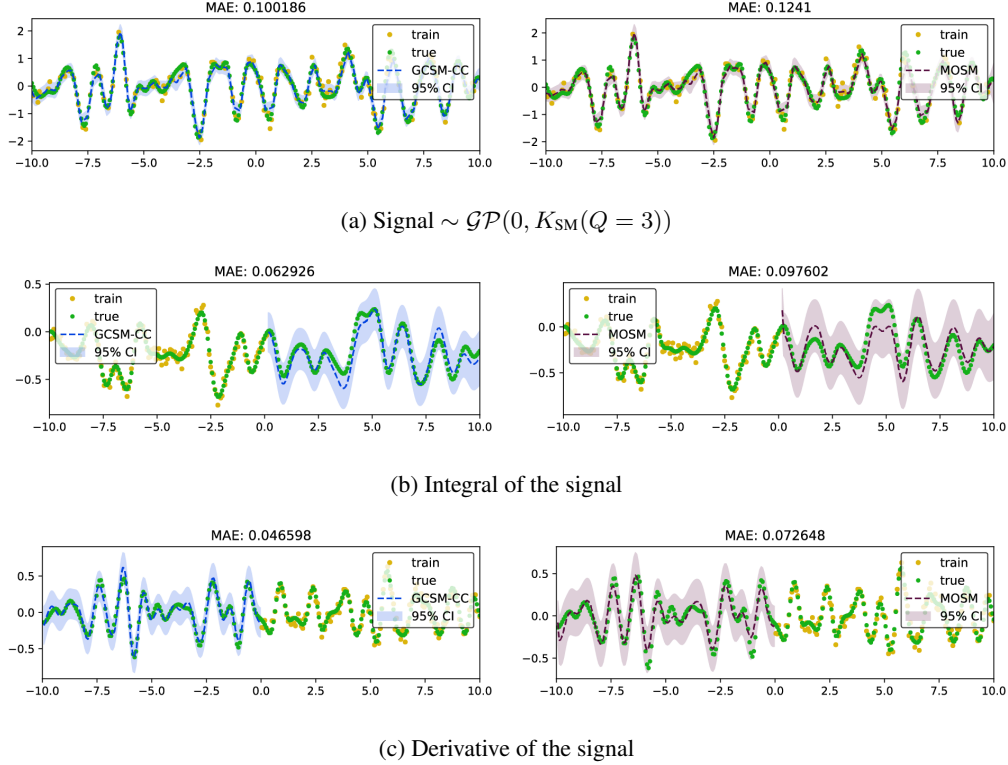 MAE: 0.100186
MAE: 0.1241
2
1
0
−1
−2
train
true
GCSM-CC
95% CI
−10.0 −7.5 −5.0 −2.5 0.0 2.5 5.0 7.5 10.0
2
1
0
−1
−2
train
true
MOSM
95% CI
−10.0 −7.5 −5.0 −2.5 0.0 2.5 5.0 7.5 10.0
(a) Signal ∼ 𝒢𝒫(0, K_SM(Q = 3))
MAE: 0.062926
MAE: 0.097602
0.5
0.0
−0.5
train
true
GCSM-CC
95% CI
−10.0 −7.5 −5.0 −2.5 0.0 2.5 5.0 7.5 10.0
0.0
−0.5
train
true
MOSM
95% CI
−10.0 −7.5 −5.0 −2.5 0.0 2.5 5.0 7.5 10.0
(b) Integral of the signal
MAE: 0.046598
MAE: 0.072648
0.5
0.0
−0.5
train
true
GCSM-CC
95% CI
−10.0 −7.5 −5.0 −2.5 0.0 2.5 5.0 7.5 10.0
0.5
0.0
−0.5
train
true
MOSM
95% CI
−10.0 −7.5 −5.0 −2.5 0.0 2.5 5.0 7.5 10.0
(c) Derivative of the signal